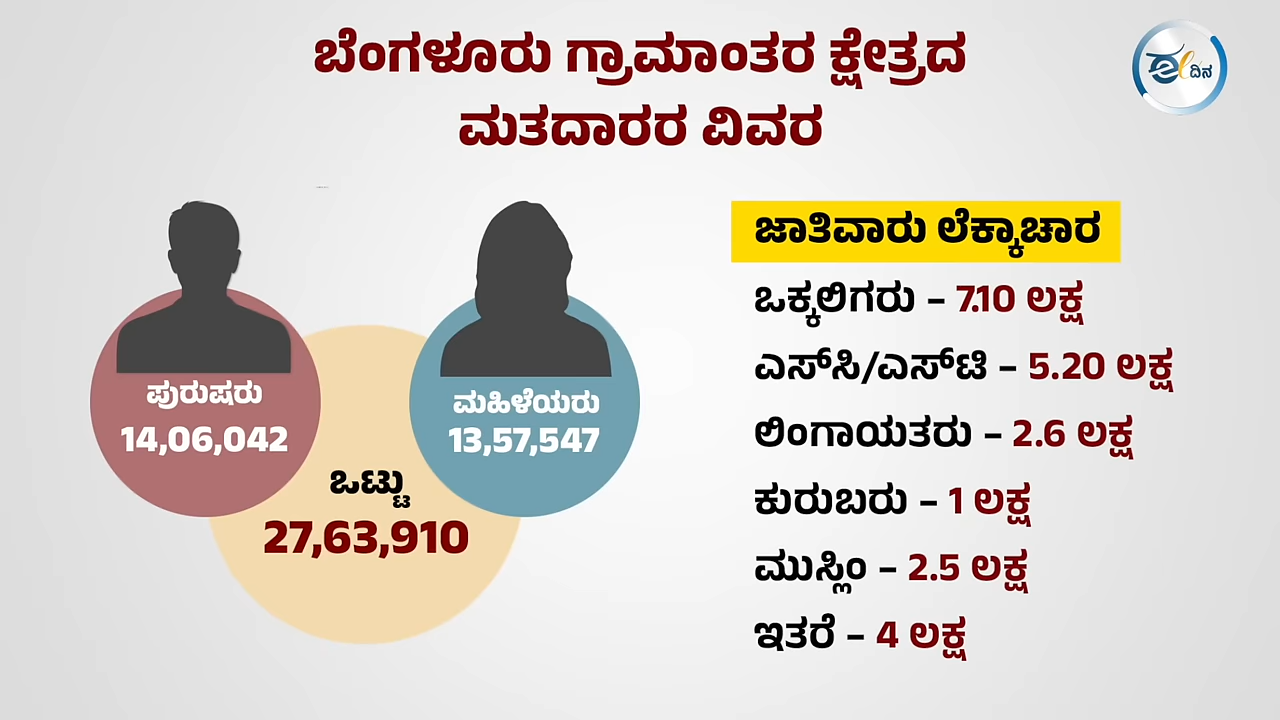 ಬೆಂಗಳೂರು ಗ್ರಾಮಾಂತರ ಕ್ಷೇತ್ರದ
ಮತದಾರರ ವಿವರ
el ದಿನ
ಪುರುಷರು
14,06,042
ಮಹಿಳೆಯರು
13,57,547
ಒಟ್ಟು
27,63,910
ಜಾತಿವಾರು ಲೆಕ್ಕಾಚಾರ
ಒಕ್ಕಲಿಗರು – 7.10 ಲಕ್ಷ
ಎಸ್‌ಸಿ/ಎಸ್‌ಟಿ – 5.20 ಲಕ್ಷ
ಲಿಂಗಾಯತರು – 2.6 ಲಕ್ಷ
ಕುರುಬರು – 1 ಲಕ್ಷ
ಮುಸ್ಲಿಂ – 2.5 ಲಕ್ಷ
ಇತರೆ – 4 ಲಕ್ಷ